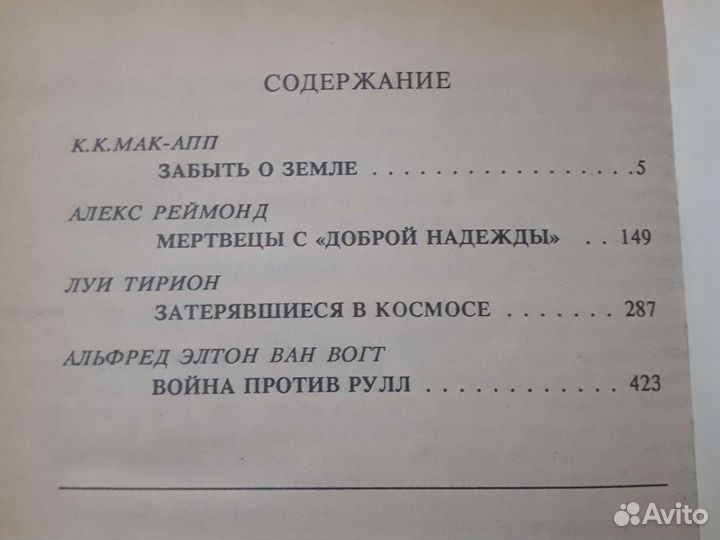 СОДЕРЖАНИЕ
К.К.МАК-АПП
ЗАБЫТЬ О ЗЕМЛЕ . . . . . . . . . . . . . . . . . 5
АЛЕКС РЕЙМОНД
МЕРТВЕЦЫ С «ДОБРОЙ НАДЕЖДЫ» . . 149
ЛУИ ТИРИОН
ЗАТЕРЯВШИЕСЯ В КОСМОСЕ . . . . . . . 287
АЛЬФРЕД ЭЛТОН ВАН ВОГТ
ВОЙНА ПРОТИВ РУЛЛ . . . . . . . . . . . . 423
Avito